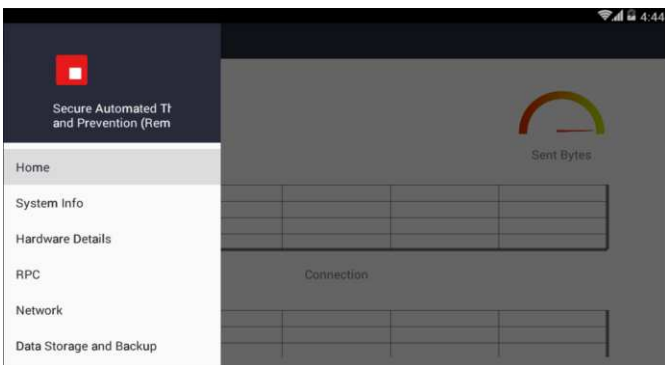 4:44
Secure Automated Th
and Prevention (Rem
Home
Sent Bytes
System Info
Hardware Details
RPC
Connection
Network
Data Storage and Backup